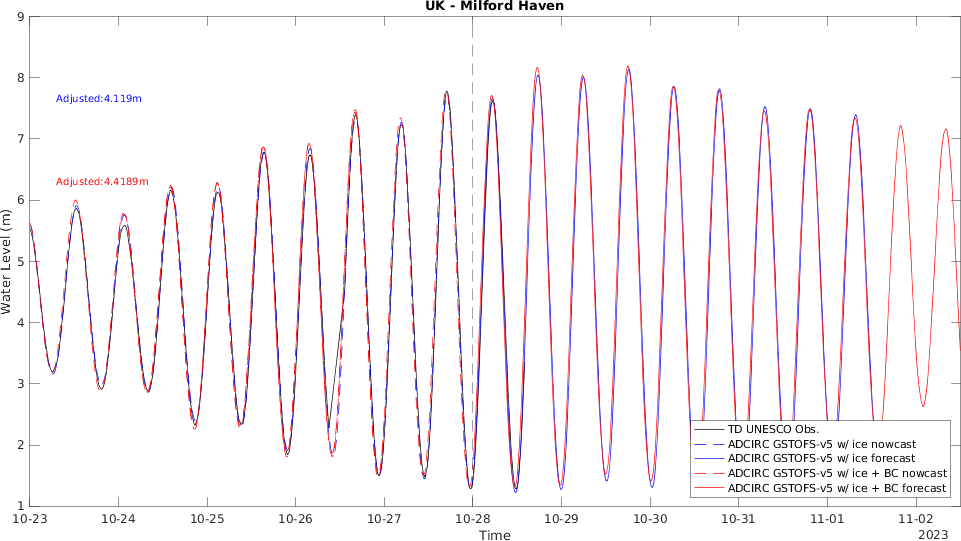 UK - Milford Haven
9
8
7
6
5
4
3
2
1
Water Level (m)
Adjusted:4.119m
Adjusted:4.4189m
TD UNESCO Obs.
ADCIRC GSTOFS-v5 w/ ice nowcast
ADCIRC GSTOFS-v5 w/ ice forecast
ADCIRC GSTOFS-v5 w/ ice + BC nowcast
ADCIRC GSTOFS-v5 w/ ice + BC forecast
10-23 10-24 10-25 10-26 10-27 10-28 10-29 10-30 10-31 11-01 11-02
Time
2023